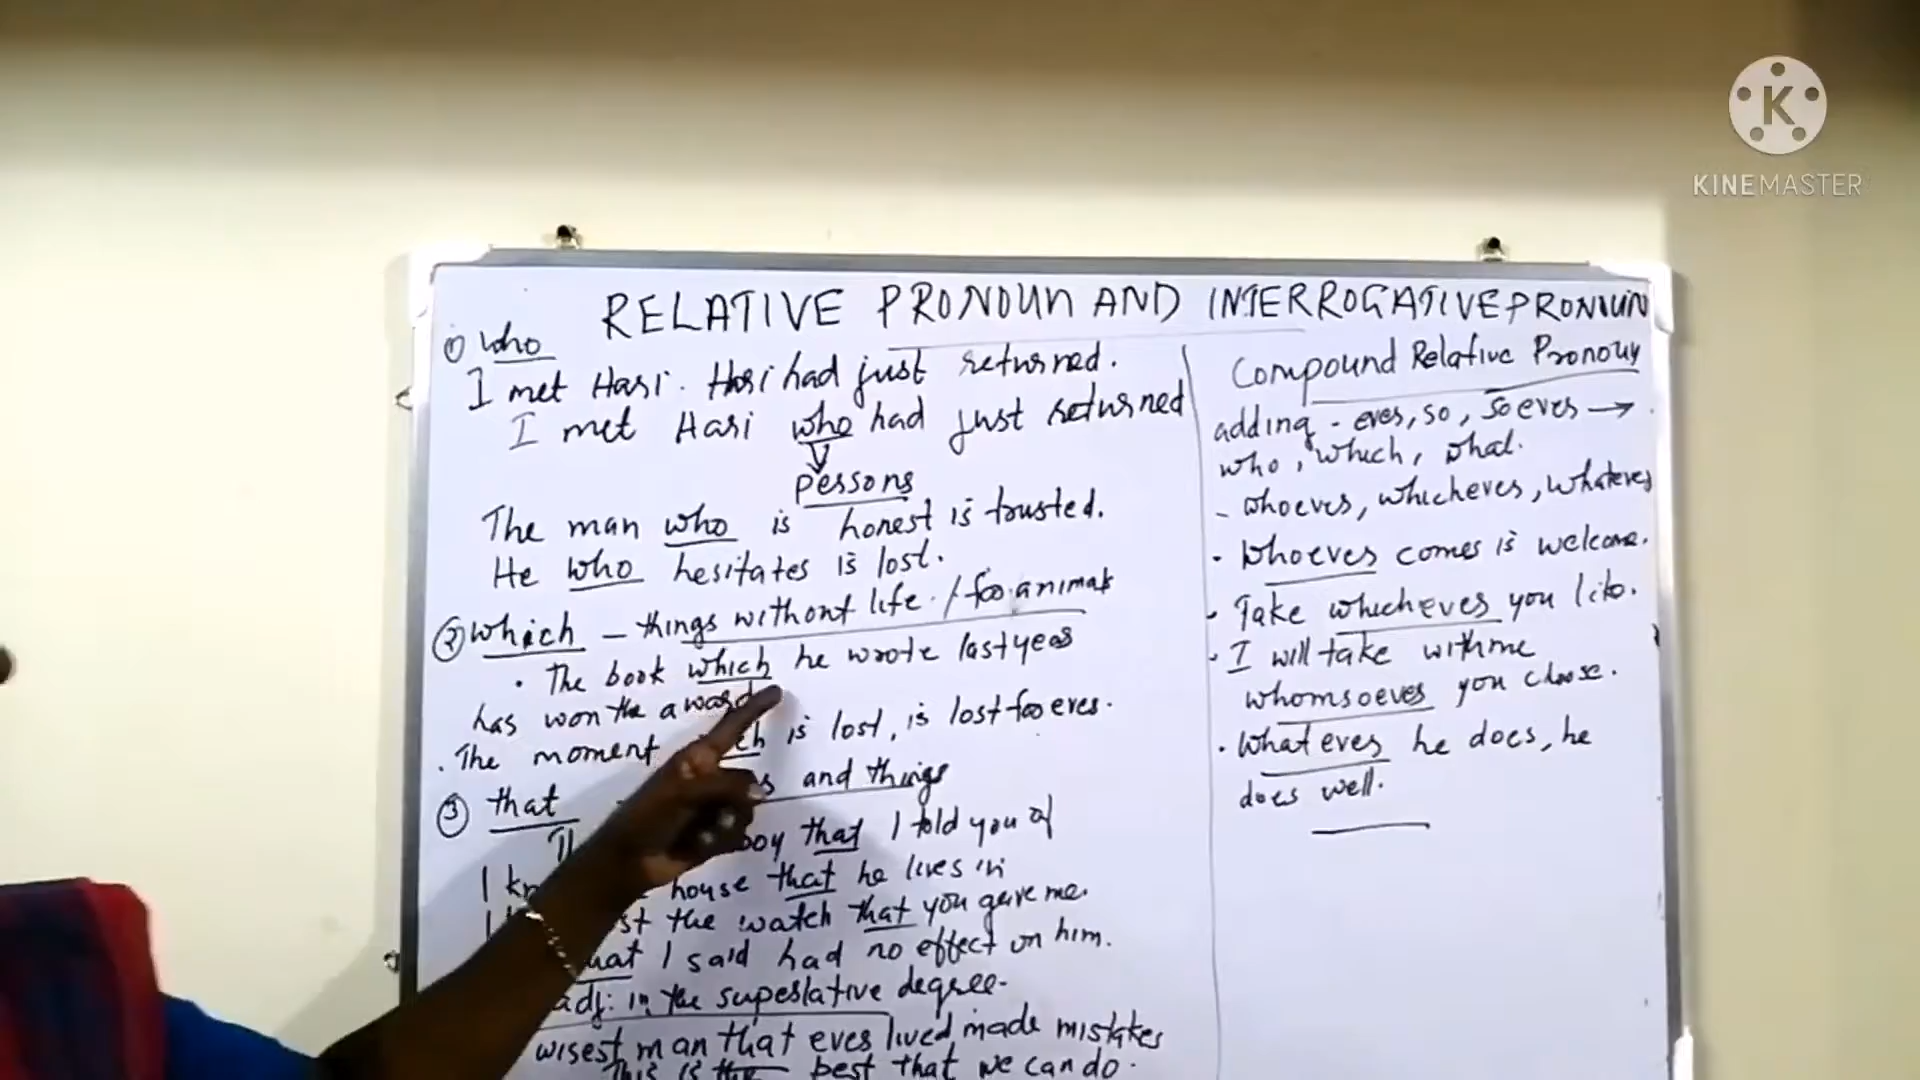 K
KINEMASTER
RELATIVE PRONOUN AND INTERROGATIVE PRONOUN
① who
I met Hari. Hari had just returned.
I met Hari who had just returned
persons
The man who is honest is trusted.
He who hesitates is lost.
② which – things without life. / for animals
• The book which he wrote last year
has won the award
. The moment is lost, is lost for ever.
③ that and things
boy that I told you of
I house that he lives in
I the watch that you gave me.
I said had no effect on him.
adj: in the superlative degree.
wisest man that ever lived made mistakes
This is the best that we can do.
Compound Relative Pronoun
adding - ever, so, soever →
who, which, what.
- whoever, whichever, whatever
• Whoever comes is welcome.
• Take whichever you like.
• I will take with me
whomsoever you choose.
• Whatever he does, he
does well.